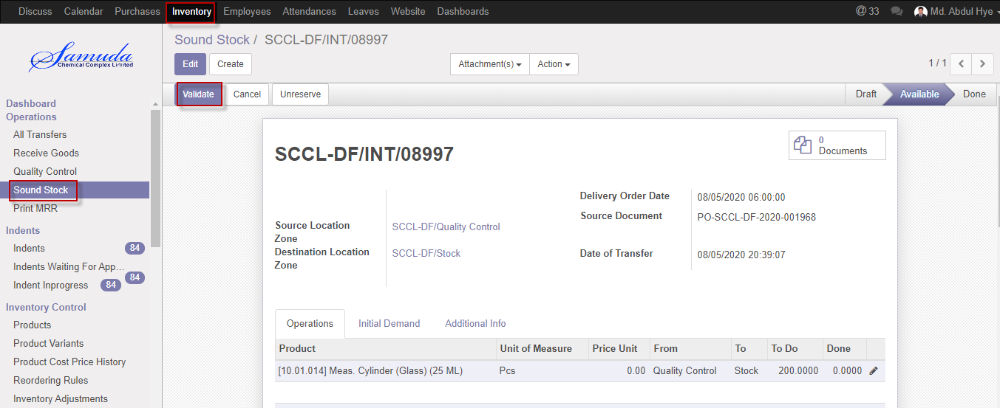 Discuss Calendar Purchases Inventory Employees Attendances Leaves Website Dashboards @ 33 Md. Abdul Hye
Samuda
Chemical Complex Limited
Sound Stock / SCCL-DF/INT/08997
Edit Create Attachment(s) Action 1 / 1
Validate Cancel Unreserve Draft Available Done
Dashboard
Operations
All Transfers
Receive Goods
Quality Control
Sound Stock
Print MRR
Indents
Indents 84
Indents Waiting For App...
84
Indent Inprogress 84
Inventory Control
Products
Product Variants
Product Cost Price History
Reordering Rules
Inventory Adjustments
0
Documents
SCCL-DF/INT/08997
Delivery Order Date 08/05/2020 06:00:00
Source Document PO-SCCL-DF-2020-001968
Source Location
Zone
SCCL-DF/Quality Control
Destination Location
Zone
SCCL-DF/Stock
Date of Transfer 08/05/2020 20:39:07
Operations Initial Demand Additional Info
Product Unit of Measure Price Unit From To To Do Done
[10.01.014] Meas. Cylinder (Glass) (25 ML) Pcs 0.00 Quality Control Stock 200.0000 0.0000